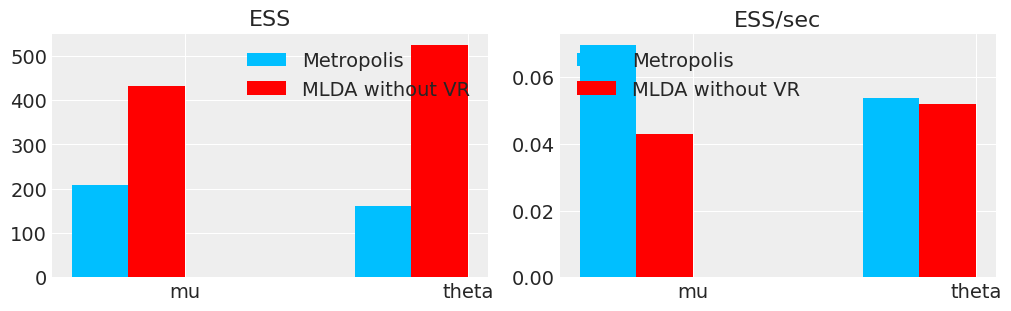 ESS
500
400
300
200
100
0
Metropolis
MLDA without VR
mu
theta
ESS/sec
0.06
0.04
0.02
0.00
Metropolis
MLDA without VR
mu
theta